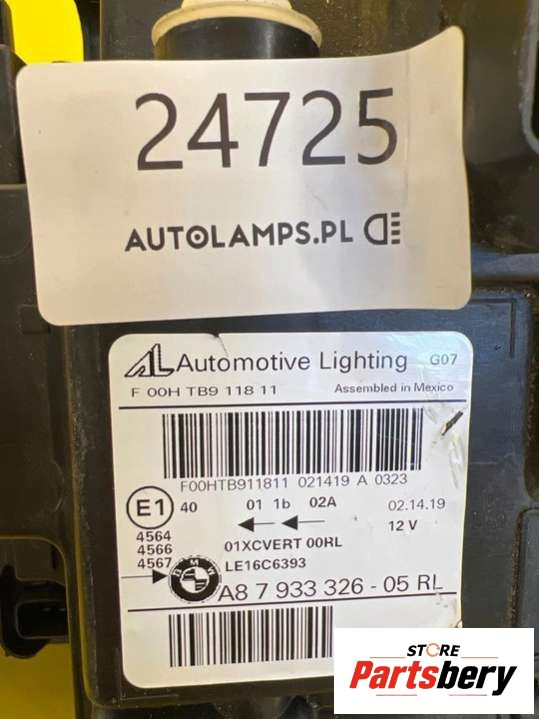 24725
AUTOLAMPS.PL
AL Automotive Lighting G07
F 00H TB9 118 11 Assembled in Mexico
F00HTB911811 021419 A 0323
E1 40 01 1b 02A 02.14.19
4564 12 V
4566 01XCVERT 00RL
4567 LE16C6393
BMW A8 7 933 326 - 05 RL
STORE
Partsbery